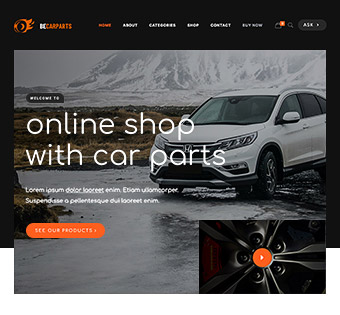 BECARPARTS
HOME ABOUT CATEGORIES SHOP CONTACT BUY NOW ASK
WELCOME TO
online shop
with car parts
Lorem ipsum dolor laoreet enim. Etiam ullamcorper.
Suspendisse a pellentesque dui laoreet enim.
SEE OUR PRODUCTS